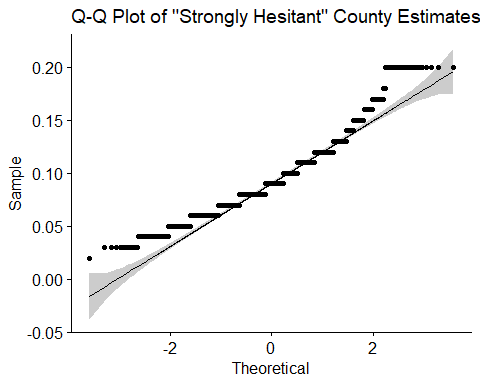 Q-Q Plot of "Strongly Hesitant" County Estimates
0.20
0.15
0.10
0.05
0.00
-0.05
Sample
-2 0 2
Theoretical